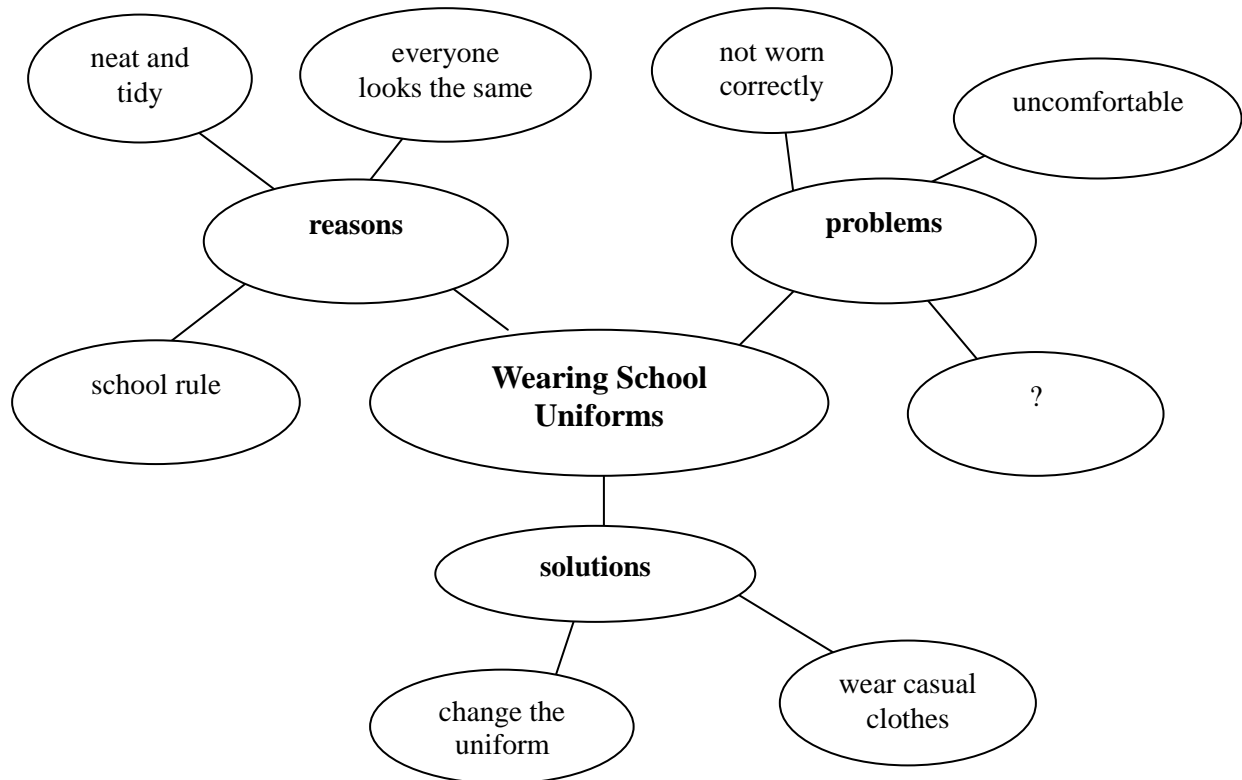 neat and
tidy
everyone
looks the same
not worn
correctly
uncomfortable
reasons
problems
school rule
Wearing School
Uniforms
?
solutions
change the
uniform
wear casual
clothes